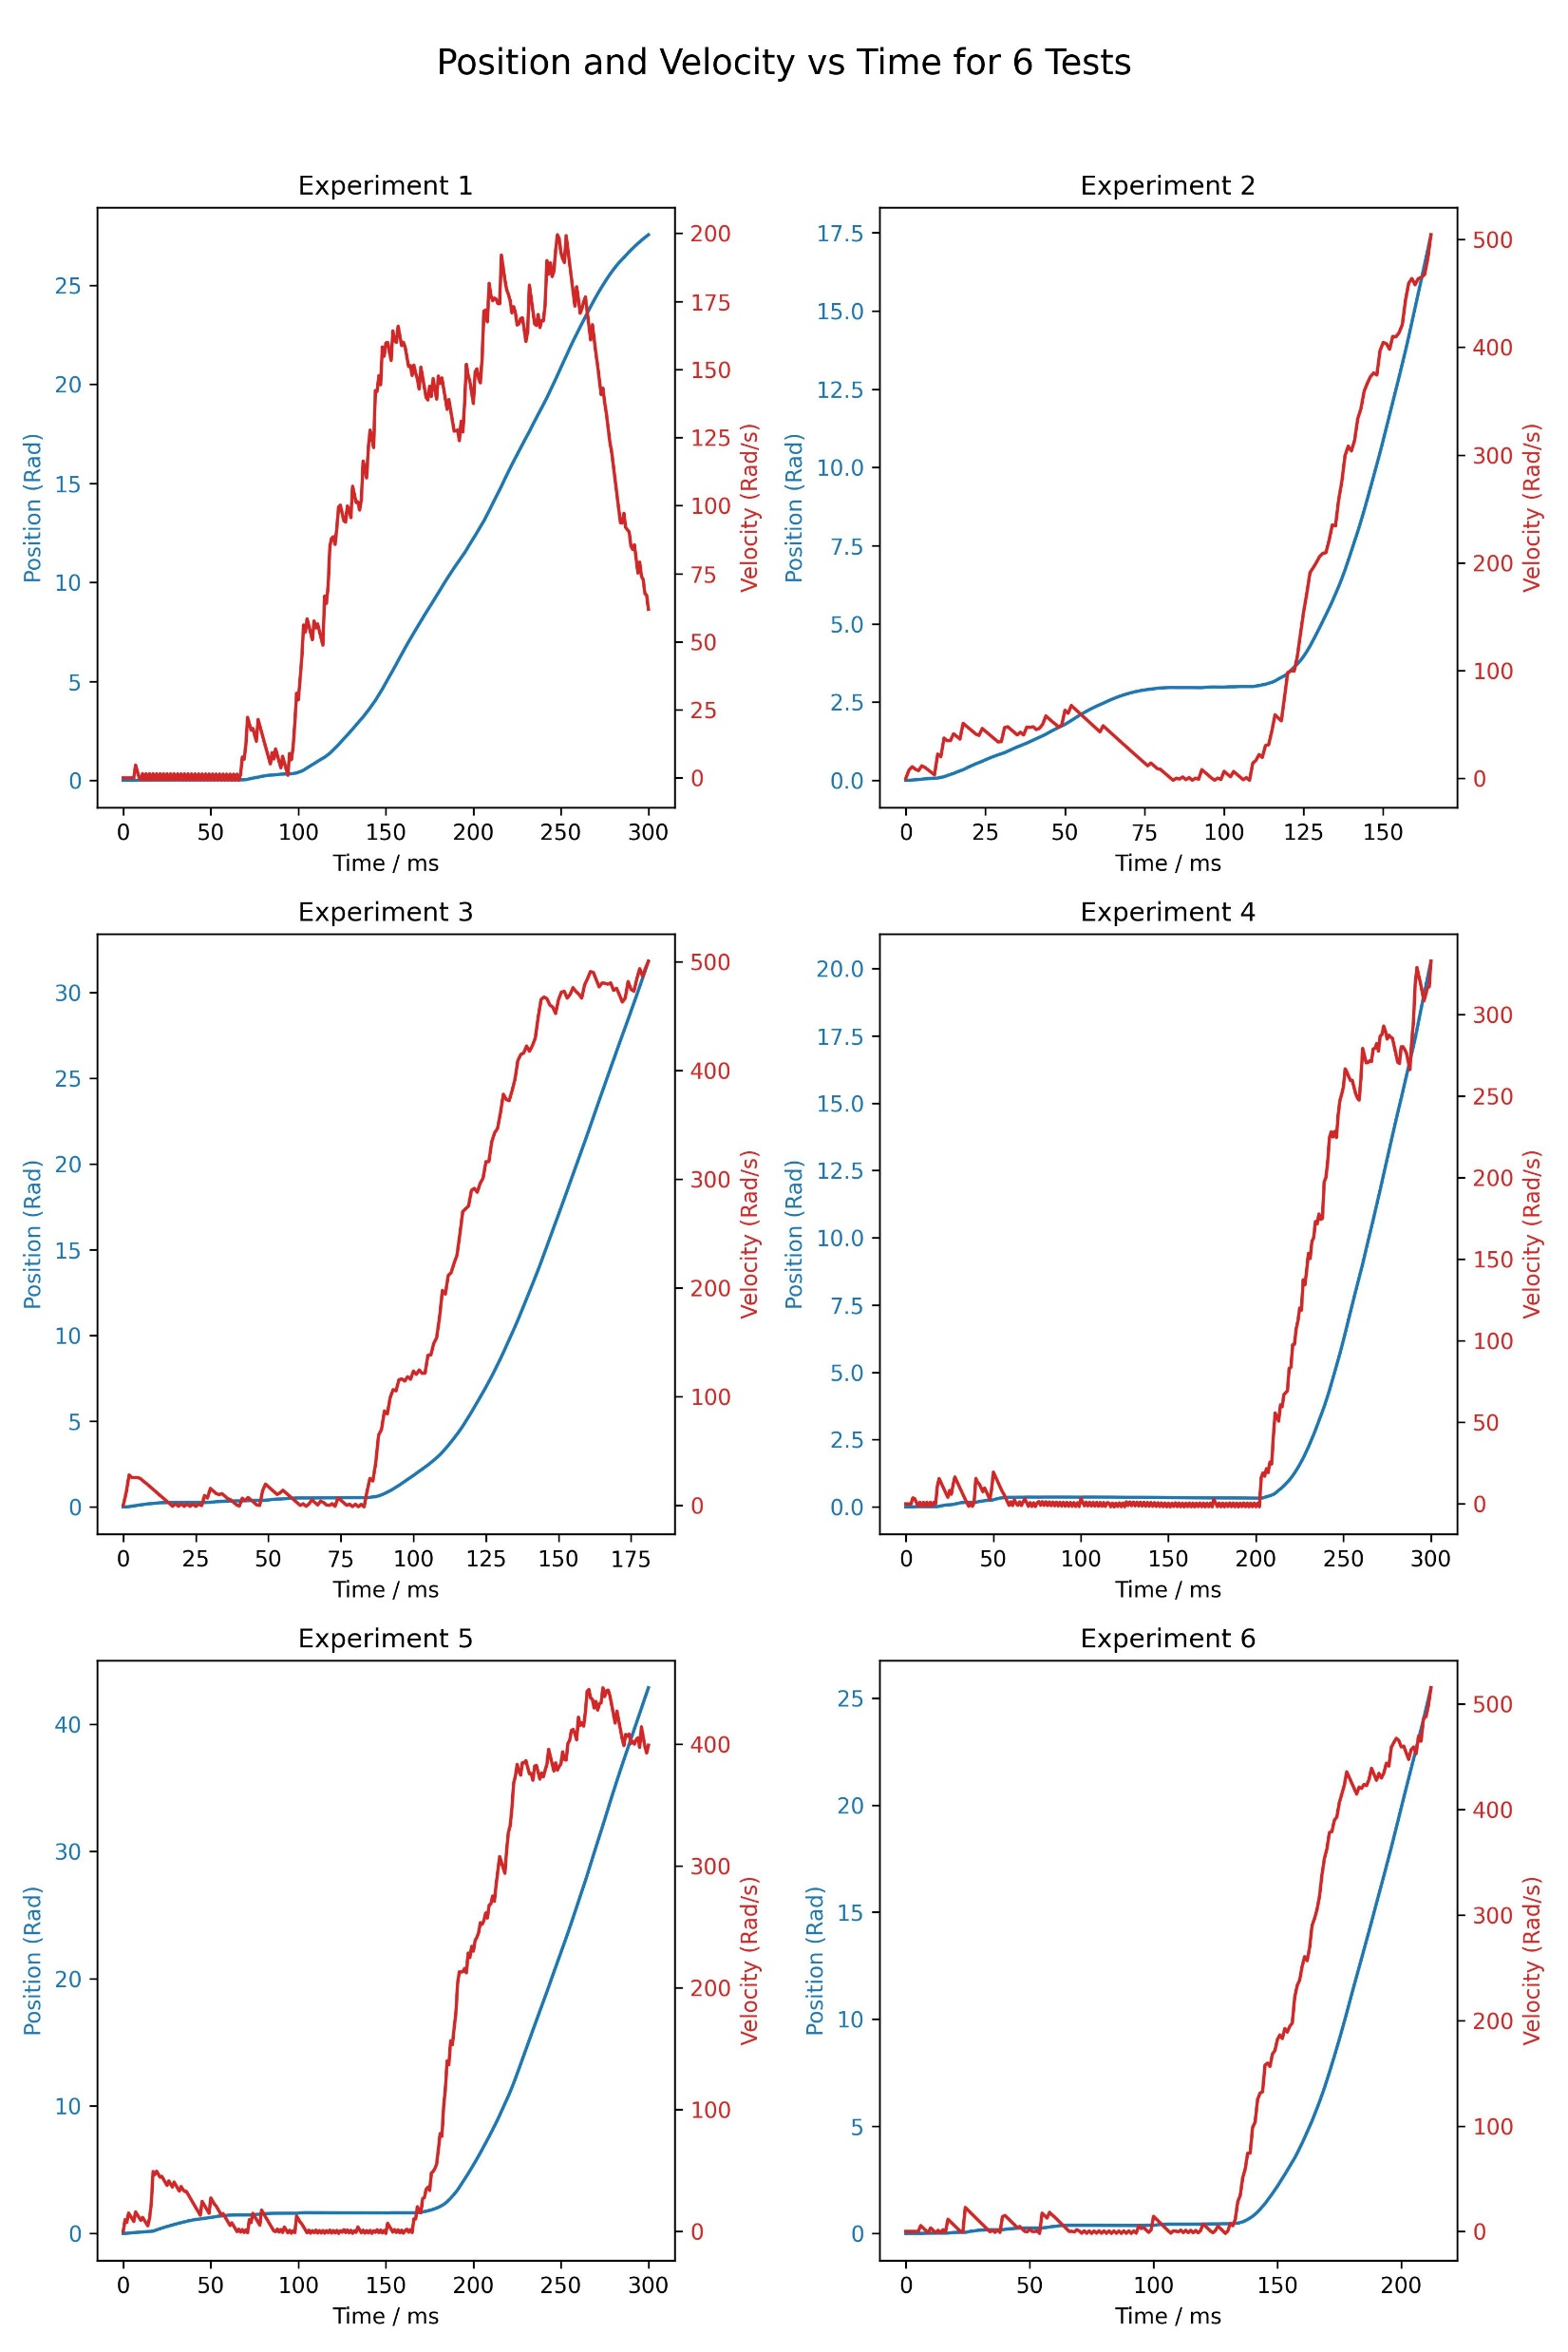 Position and Velocity vs Time for 6 Tests
Experiment 1
Position (Rad)
25
20
15
10
5
0
200
175
150
125
100
75
50
25
0
Velocity (Rad/s)
0 50 100 150 200 250 300
Time / ms
Experiment 2
Position (Rad)
17.5
15.0
12.5
10.0
7.5
5.0
2.5
0.0
500
400
300
200
100
0
Velocity (Rad/s)
0 25 50 75 100 125 150
Time / ms
Experiment 3
Position (Rad)
30
25
20
15
10
5
0
500
400
300
200
100
0
Velocity (Rad/s)
0 25 50 75 100 125 150 175
Time / ms
Experiment 4
Position (Rad)
20.0
17.5
15.0
12.5
10.0
7.5
5.0
2.5
0.0
300
250
200
150
100
50
0
Velocity (Rad/s)
0 50 100 150 200 250 300
Time / ms
Experiment 5
Position (Rad)
40
30
20
10
0
400
300
200
100
0
Velocity (Rad/s)
0 50 100 150 200 250 300
Time / ms
Experiment 6
Position (Rad)
25
20
15
10
5
0
500
400
300
200
100
0
Velocity (Rad/s)
0 50 100 150 200
Time / ms